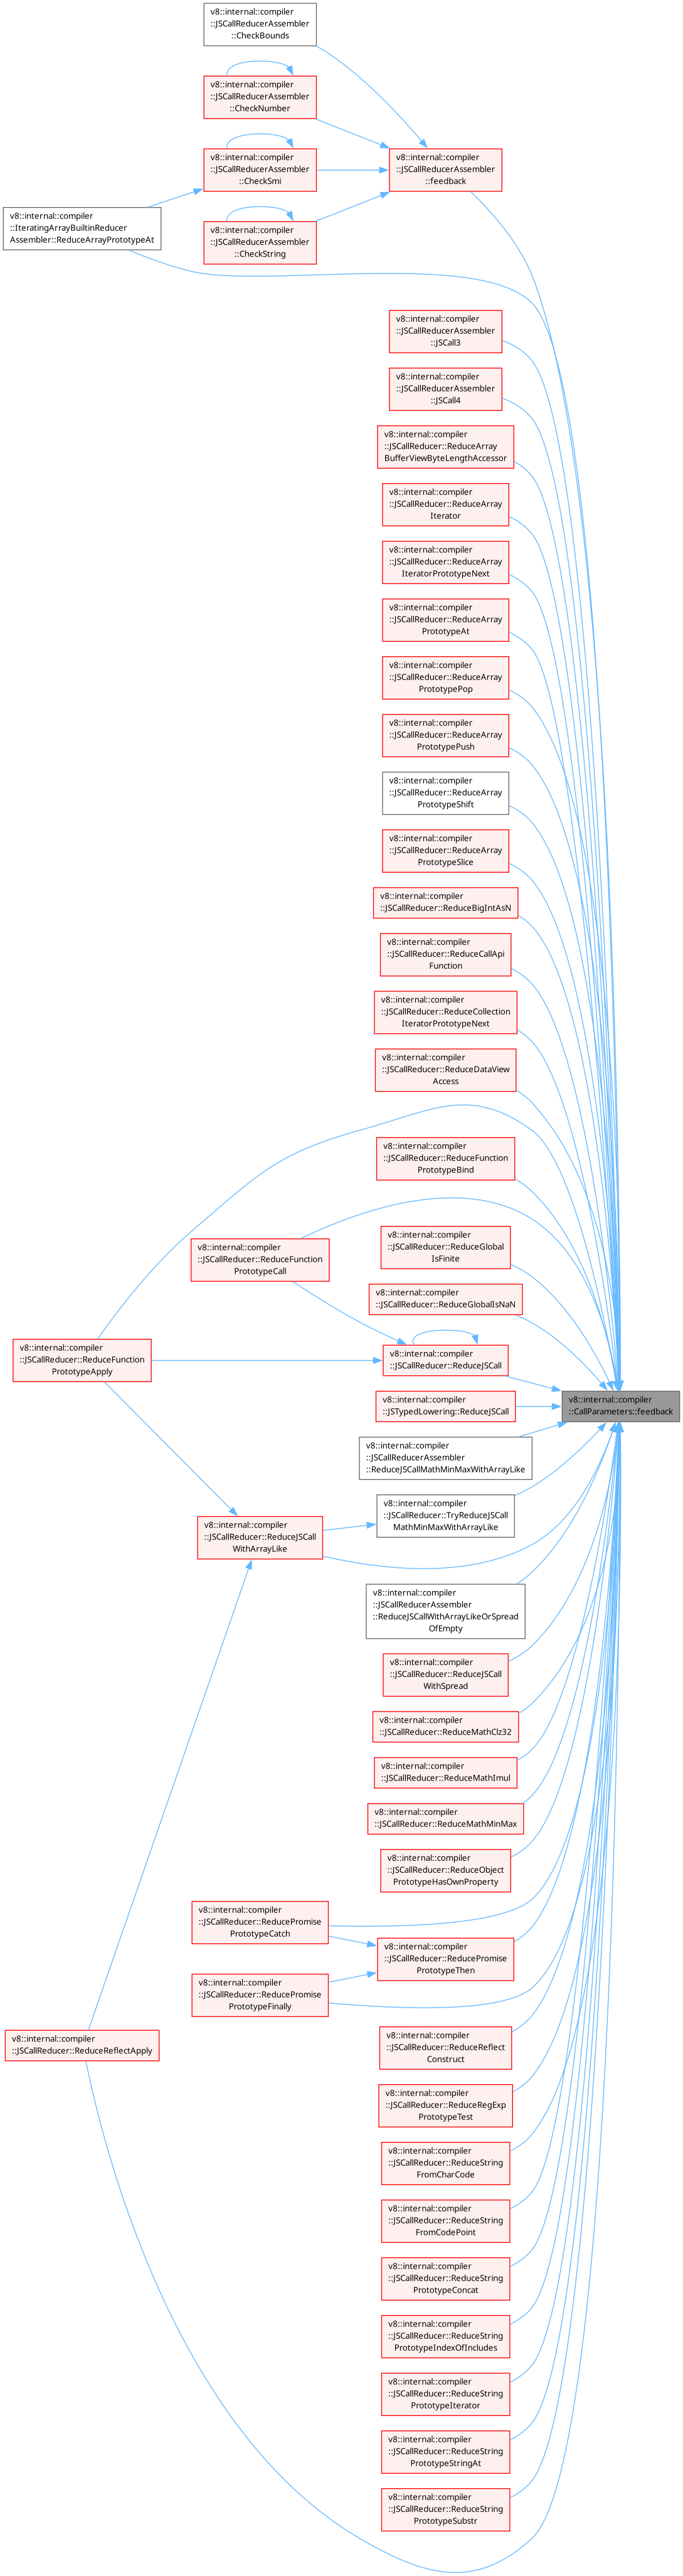 v8::internal::compiler
::JSCallReducerAssembler
::CheckBounds
v8::internal::compiler
::JSCallReducerAssembler
::CheckNumber
v8::internal::compiler
::JSCallReducerAssembler
::CheckSmi
v8::internal::compiler
::JSCallReducerAssembler
::feedback
v8::internal::compiler
::IteratingArrayBuiltinReducer
Assembler::ReduceArrayPrototypeAt
v8::internal::compiler
::JSCallReducerAssembler
::CheckString
v8::internal::compiler
::JSCallReducerAssembler
::JSCall3
v8::internal::compiler
::JSCallReducerAssembler
::JSCall4
v8::internal::compiler
::JSCallReducer::ReduceArray
BufferViewByteLengthAccessor
v8::internal::compiler
::JSCallReducer::ReduceArray
Iterator
v8::internal::compiler
::JSCallReducer::ReduceArray
IteratorPrototypeNext
v8::internal::compiler
::JSCallReducer::ReduceArray
PrototypeAt
v8::internal::compiler
::JSCallReducer::ReduceArray
PrototypePop
v8::internal::compiler
::JSCallReducer::ReduceArray
PrototypePush
v8::internal::compiler
::JSCallReducer::ReduceArray
PrototypeShift
v8::internal::compiler
::JSCallReducer::ReduceArray
PrototypeSlice
v8::internal::compiler
::JSCallReducer::ReduceBigIntAsN
v8::internal::compiler
::JSCallReducer::ReduceCallApi
Function
v8::internal::compiler
::JSCallReducer::ReduceCollection
IteratorPrototypeNext
v8::internal::compiler
::JSCallReducer::ReduceDataView
Access
v8::internal::compiler
::JSCallReducer::ReduceFunction
PrototypeBind
v8::internal::compiler
::JSCallReducer::ReduceFunction
PrototypeCall
v8::internal::compiler
::JSCallReducer::ReduceGlobal
IsFinite
v8::internal::compiler
::JSCallReducer::ReduceGlobalIsNaN
v8::internal::compiler
::JSCallReducer::ReduceFunction
PrototypeApply
v8::internal::compiler
::JSCallReducer::ReduceJSCall
v8::internal::compiler
::JSTypedLowering::ReduceJSCall
v8::internal::compiler
::CallParameters::feedback
v8::internal::compiler
::JSCallReducerAssembler
::ReduceJSCallMathMinMaxWithArrayLike
v8::internal::compiler
::JSCallReducer::TryReduceJSCall
MathMinMaxWithArrayLike
v8::internal::compiler
::JSCallReducer::ReduceJSCall
WithArrayLike
v8::internal::compiler
::JSCallReducerAssembler
::ReduceJSCallWithArrayLikeOrSpread
OfEmpty
v8::internal::compiler
::JSCallReducer::ReduceJSCall
WithSpread
v8::internal::compiler
::JSCallReducer::ReduceMathClz32
v8::internal::compiler
::JSCallReducer::ReduceMathImul
v8::internal::compiler
::JSCallReducer::ReduceMathMinMax
v8::internal::compiler
::JSCallReducer::ReduceObject
PrototypeHasOwnProperty
v8::internal::compiler
::JSCallReducer::ReducePromise
PrototypeCatch
v8::internal::compiler
::JSCallReducer::ReducePromise
PrototypeThen
v8::internal::compiler
::JSCallReducer::ReducePromise
PrototypeFinally
v8::internal::compiler
::JSCallReducer::ReduceReflectApply
v8::internal::compiler
::JSCallReducer::ReduceReflect
Construct
v8::internal::compiler
::JSCallReducer::ReduceRegExp
PrototypeTest
v8::internal::compiler
::JSCallReducer::ReduceString
FromCharCode
v8::internal::compiler
::JSCallReducer::ReduceString
FromCodePoint
v8::internal::compiler
::JSCallReducer::ReduceString
PrototypeConcat
v8::internal::compiler
::JSCallReducer::ReduceString
PrototypeIndexOfIncludes
v8::internal::compiler
::JSCallReducer::ReduceString
PrototypeIterator
v8::internal::compiler
::JSCallReducer::ReduceString
PrototypeStringAt
v8::internal::compiler
::JSCallReducer::ReduceString
PrototypeSubstr